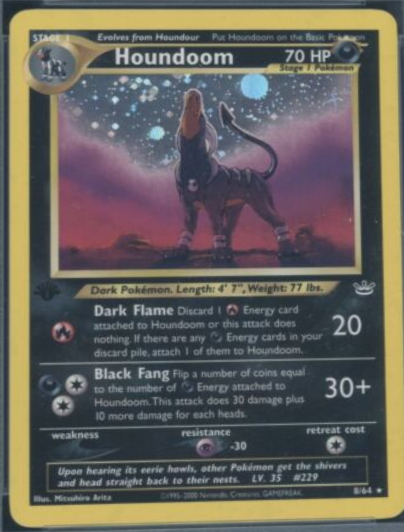 STAGE 1 Evolves from Houndour Put Houndoom on the Basic Pokémon
Houndoom 70 HP
Stage 1 Pokémon
Dark Pokémon. Length: 4' 7", Weight: 77 lbs.
Dark Flame Discard 1 Energy card
attached to Houndoom or this attack does
nothing. If there are any Energy cards in your
discard pile, attach 1 of them to Houndoom.
20
Black Fang Flip a number of coins equal
to the number of Energy attached to
Houndoom. This attack does 30 damage plus
10 more damage for each heads.
30+
weakness resistance retreat cost
-30
Upon hearing its eerie howls, other Pokémon get the shivers
and head straight back to their nests. LV. 35 #229
Illus. Mitsuhiro Arita ©1995-2000 Nintendo, Creatures, GAMEFREAK. 8/64 ★